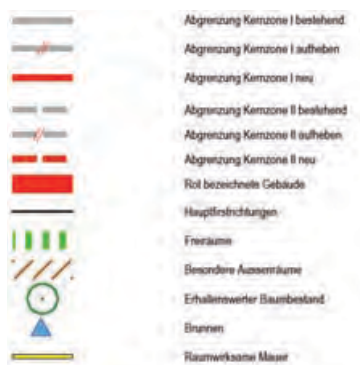 Abgrenzung Kernzone I bestehend
Abgrenzung Kernzone I aufheben
Abgrenzung Kernzone I neu
Abgrenzung Kernzone II bestehend
Abgrenzung Kernzone II aufheben
Abgrenzung Kernzone II neu
Rot bezeichnete Gebäude
Hauptfirstrichtungen
Freiräume
Besondere Aussenräume
Erhaltenswerter Baumbestand
Brunnen
Raumwirksame Mauer